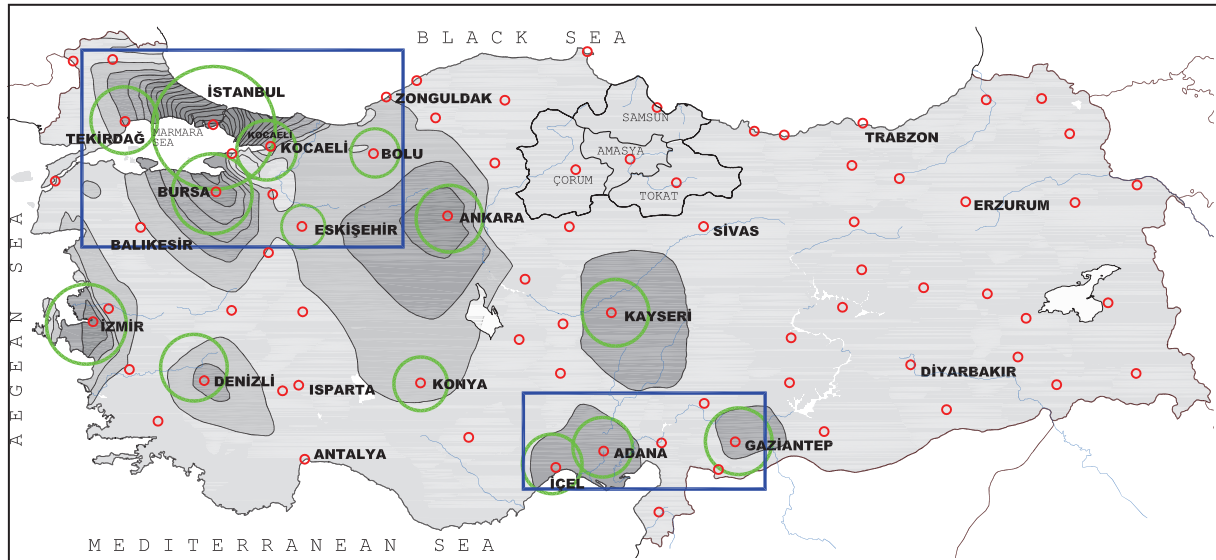 BLACK SEA
İSTANBUL
ZONGULDAK
SAMSUN
TEKİRDAĞ
MARMARA
SEA
KOCAELİ
KOCAELİ
BOLU
TRABZON
AMASYA
ÇORUM
TOKAT
BURSA
ANKARA
ERZURUM
BALIKESİR
ESKİŞEHİR
SİVAS
AEGEAN SEA
İZMİR
KAYSERİ
DENİZLİ
ISPARTA
KONYA
DİYARBAKIR
ANTALYA
İÇEL
ADANA
GAZİANTEP
MEDITERRANEAN SEA